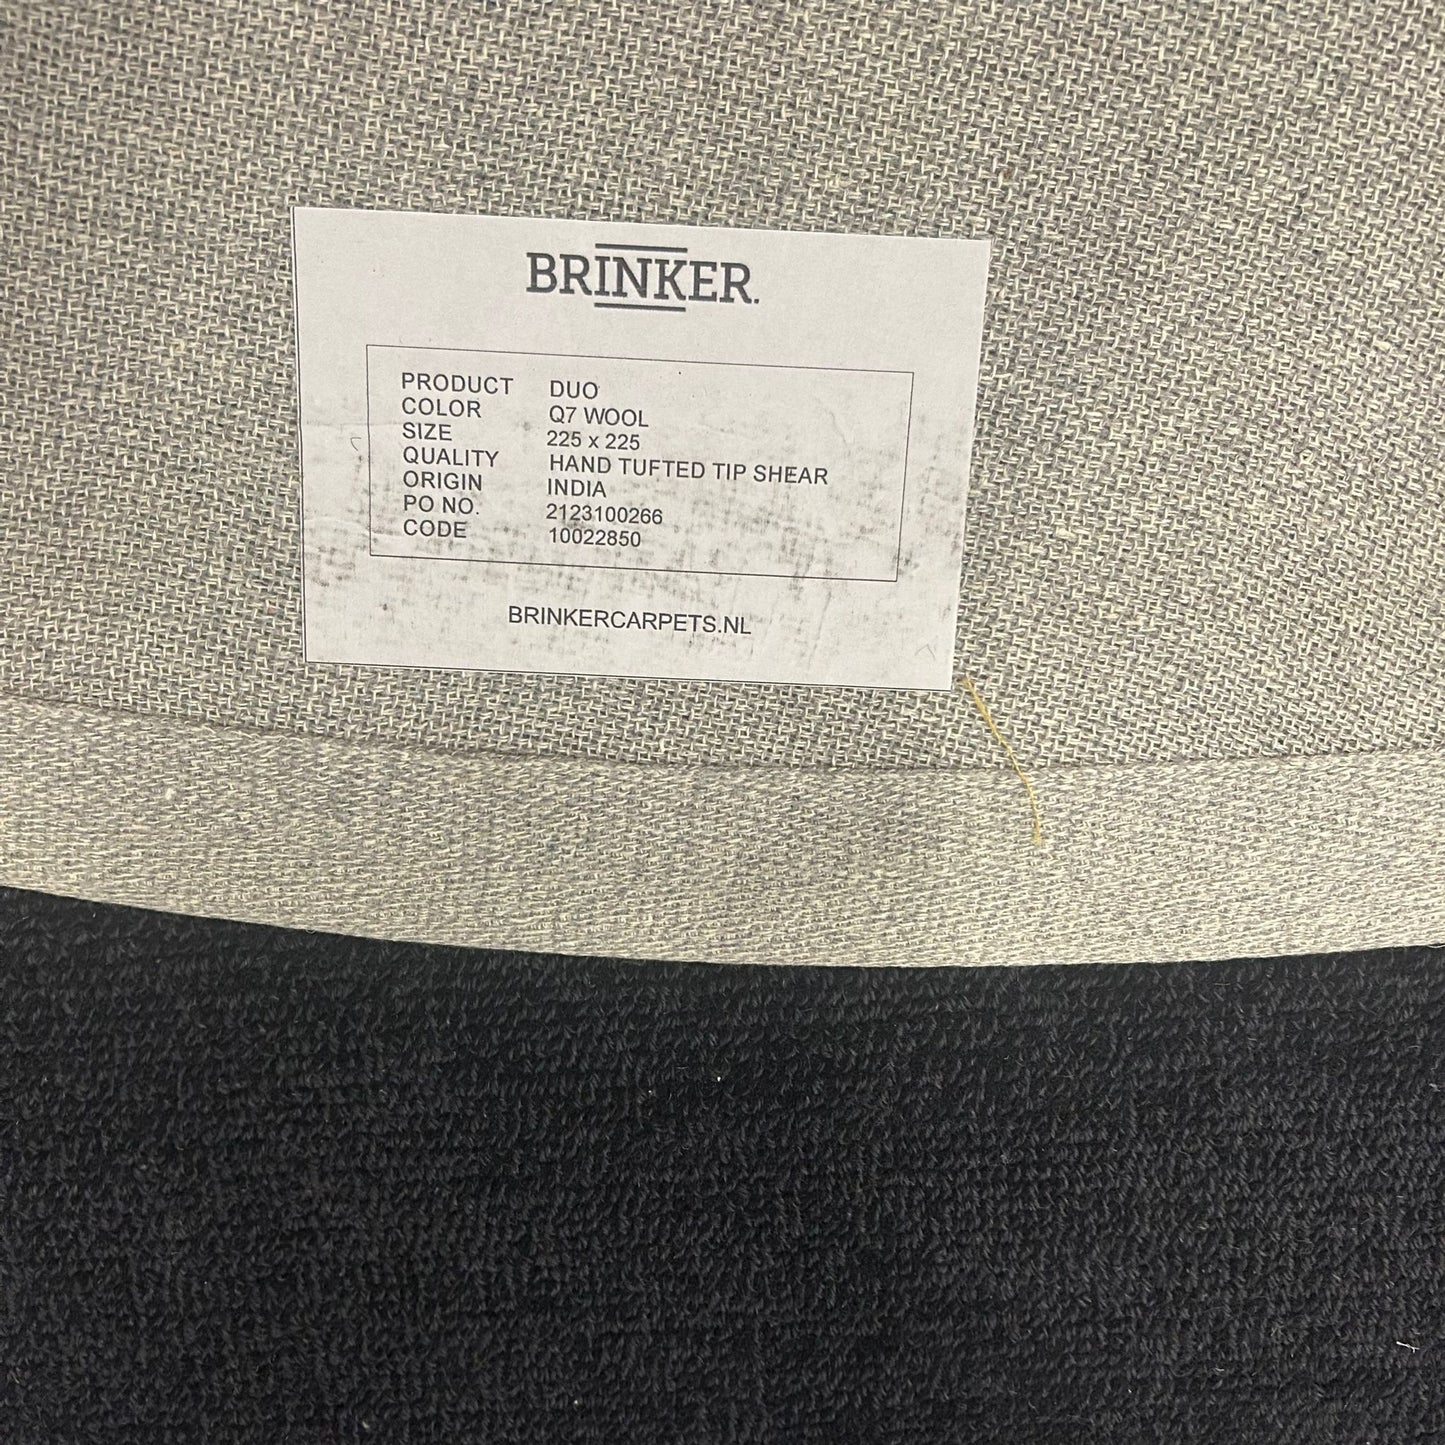 BRINKER.
PRODUCT DUO
COLOR Q7 WOOL
SIZE 225 x 225
QUALITY HAND TUFTED TIP SHEAR
ORIGIN INDIA
PO NO. 2123100266
CODE 10022850
BRINKERCARPETS.NL